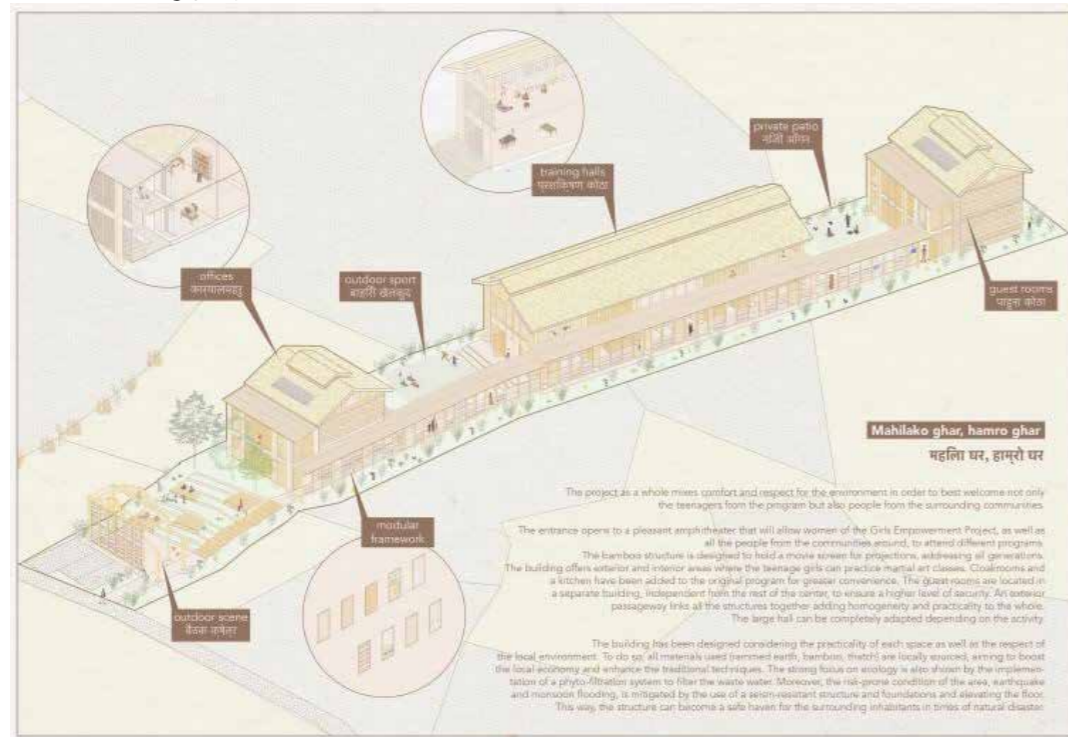 private patio
निजी आँगन
training halls
प्रशिक्षण कोठा
offices
outdoor sport
guest rooms
पाहुना कोठा
Mahilako ghar, hamro ghar
महलिा घर, हाम्रो घर
The project as a whole mixes comfort and respect for the environment in order to best welcome not only
the teenagers from the program but also people from the surrounding communities.
The entrance opens to a pleasant amphitheater that will allow women of the Girls Empowerment Project, as well as
all the people from the communities around, to attend different programs.
The bamboo structure is designed to hold a movie screen for projections, addressing all generations.
The building offers exterior and interior areas where the teenage girls can practice martial art classes. Cloakrooms and
a kitchen have been added to the original program for greater convenience. The guest rooms are located in
a separate building, independent from the rest of the center, to ensure a higher level of security. An exterior
passageway links all the structures together adding homogeneity and practicality to the whole.
The large hall can be completely adapted depending on the activity.
modular
framework
outdoor scene
The building has been designed considering the practicality of each space as well as the respect of
the local environment. To do so, all materials used (rammed earth, bamboo, thatch) are locally sourced, aiming to boost
the local economy and enhance the traditional techniques. The strong focus on ecology is also shown by the implemen-
tation of a phyto-filtration system to filter the waste water. Moreover, the risk-prone condition of the area, earthquake
and monsoon flooding, is mitigated by the use of a seism-resistant structure and foundations and elevating the floor.
This way, the structure can become a safe haven for the surrounding inhabitants in times of natural disaster.